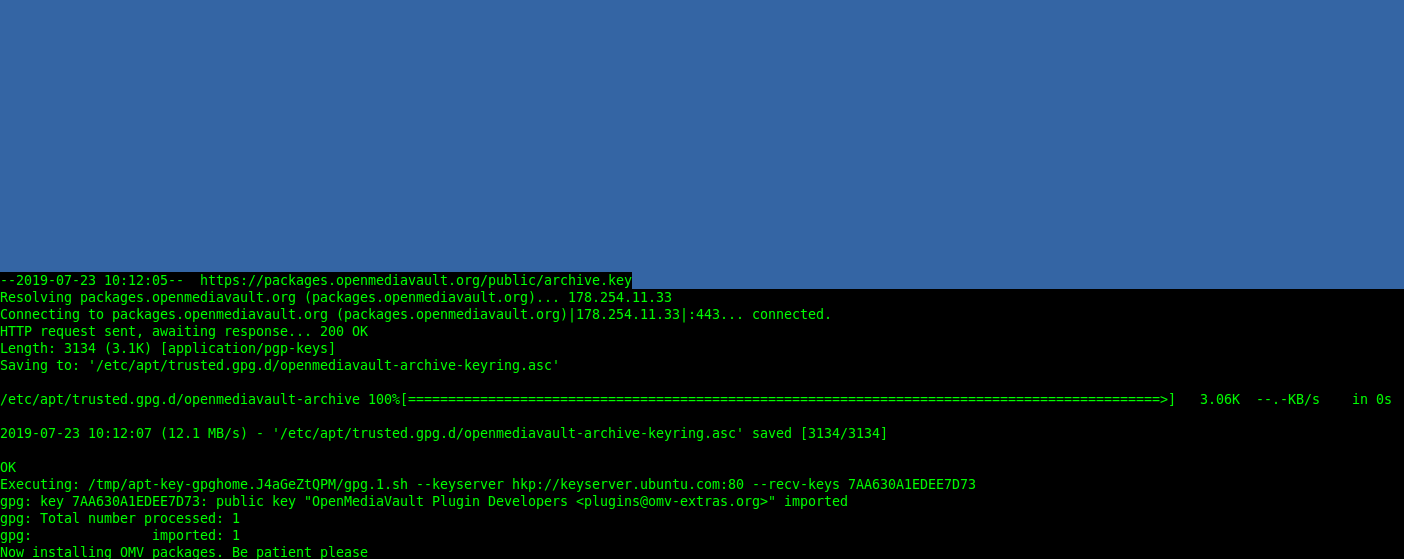 --2019-07-23 10:12:05--  https://packages.openmediavault.org/public/archive.key
Resolving packages.openmediavault.org (packages.openmediavault.org)... 178.254.11.33
Connecting to packages.openmediavault.org (packages.openmediavault.org)|178.254.11.33|:443... connected.
HTTP request sent, awaiting response... 200 OK
Length: 3134 (3.1K) [application/pgp-keys]
Saving to: '/etc/apt/trusted.gpg.d/openmediavault-archive-keyring.asc'
/etc/apt/trusted.gpg.d/openmediavault-archive 100%[==============================================================================================>]   3.06K  --.-KB/s    in 0s
2019-07-23 10:12:07 (12.1 MB/s) - '/etc/apt/trusted.gpg.d/openmediavault-archive-keyring.asc' saved [3134/3134]
OK
Executing: /tmp/apt-key-gpghome.J4aGeZtQPM/gpg.1.sh --keyserver hkp://keyserver.ubuntu.com:80 --recv-keys 7AA630A1EDEE7D73
gpg: key 7AA630A1EDEE7D73: public key "OpenMediaVault Plugin Developers <plugins@omv-extras.org>" imported
gpg: Total number processed: 1
gpg:               imported: 1
Now installing OMV packages. Be patient please